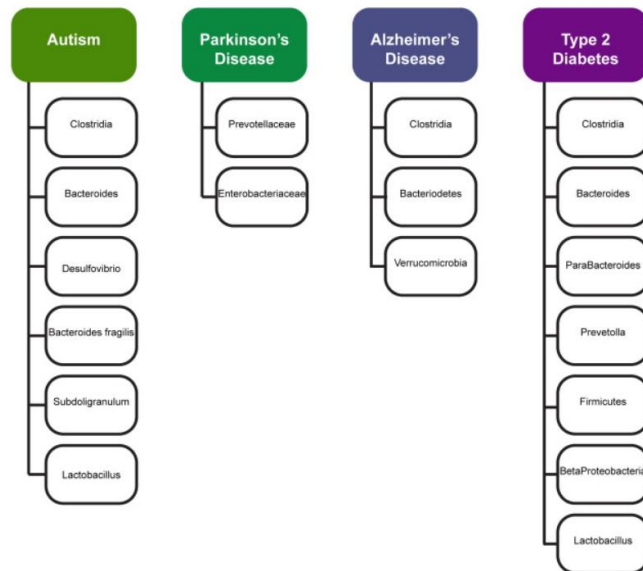 Autism
Clostridia
Bacteroides
Desulfovibrio
Bacteroides fragilis
Subdoligranulum
Lactobacillus
Parkinson's
Disease
Prevotellaceae
Enterobacteriaceae
Alzheimer's
Disease
Clostridia
Bacteriodetes
Verrucomicrobia
Type 2
Diabetes
Clostridia
Bacteroides
ParaBacteroides
Prevetolla
Firmicutes
BetaProteobacteria
Lactobacillus